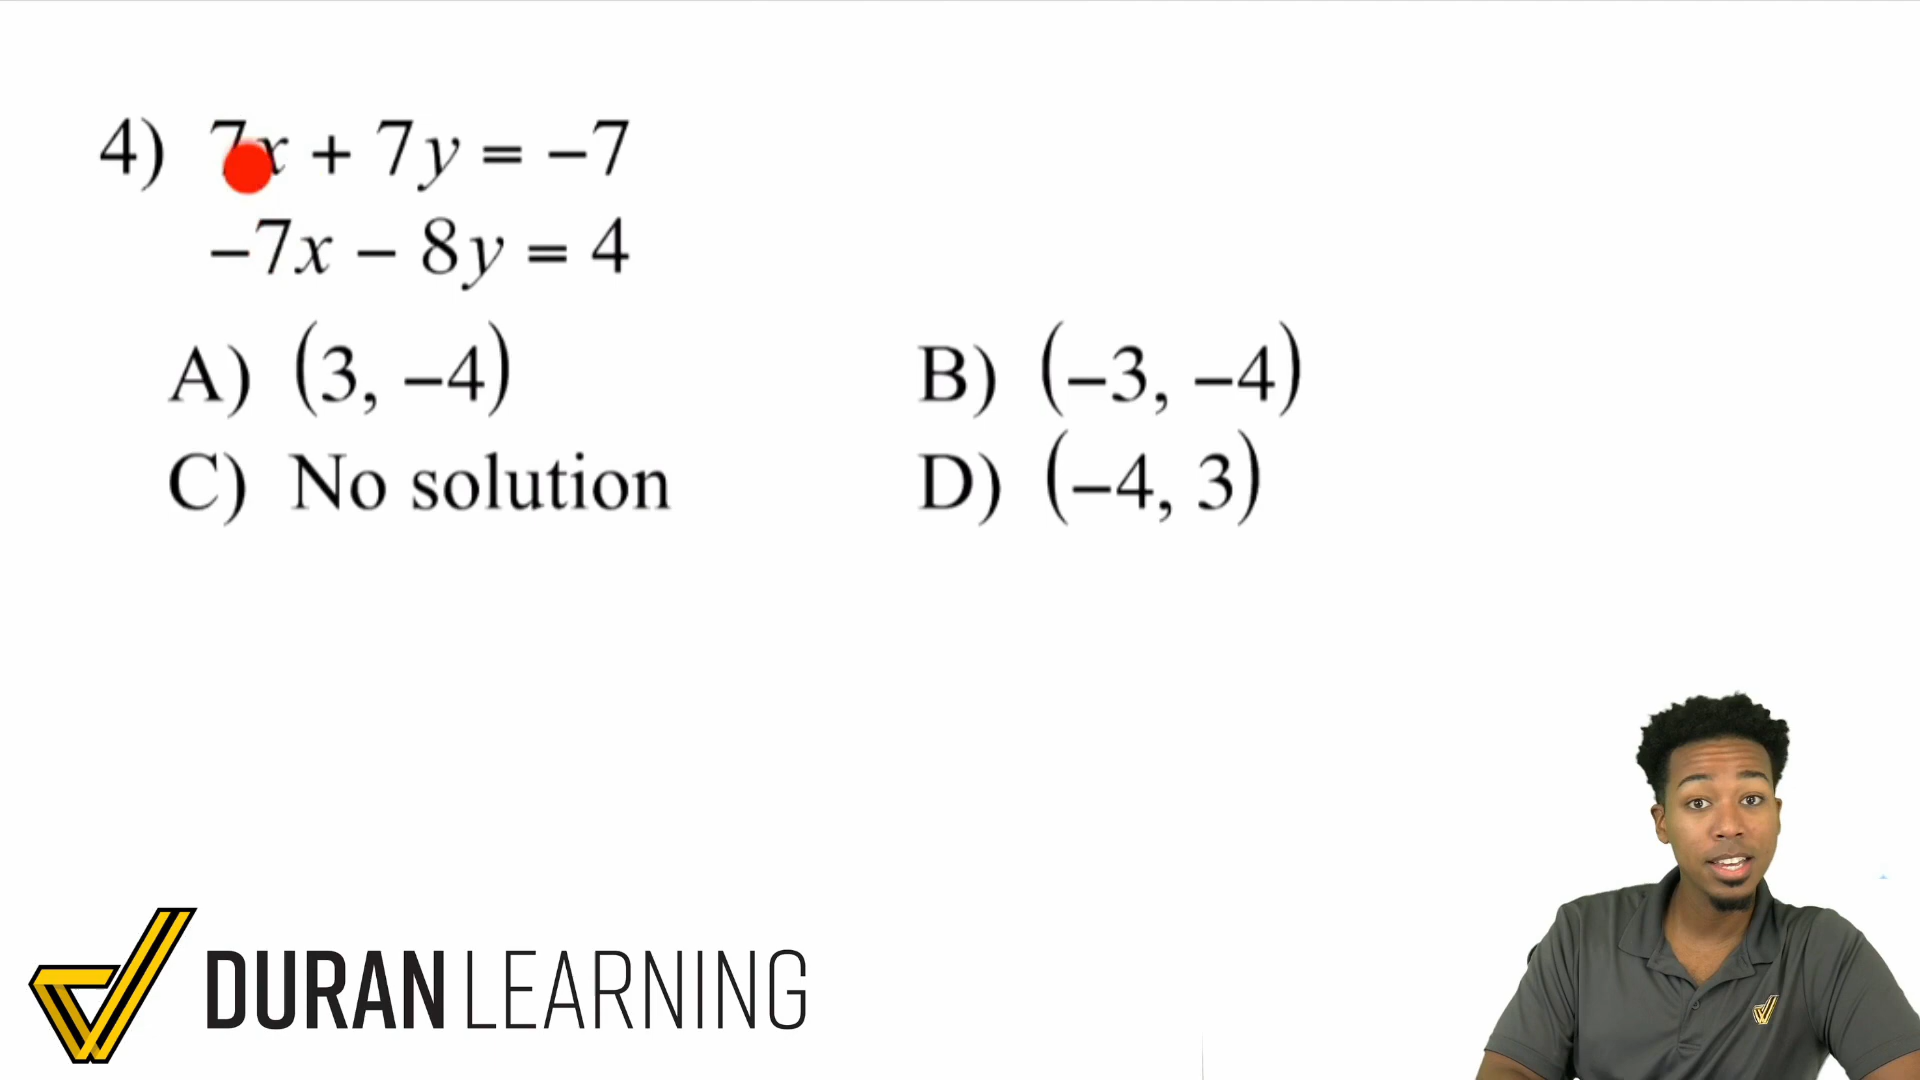 4) 7x + 7y = −7
−7x − 8y = 4
A) (3, −4) B) (−3, −4)
C) No solution D) (−4, 3)
DURAN LEARNING